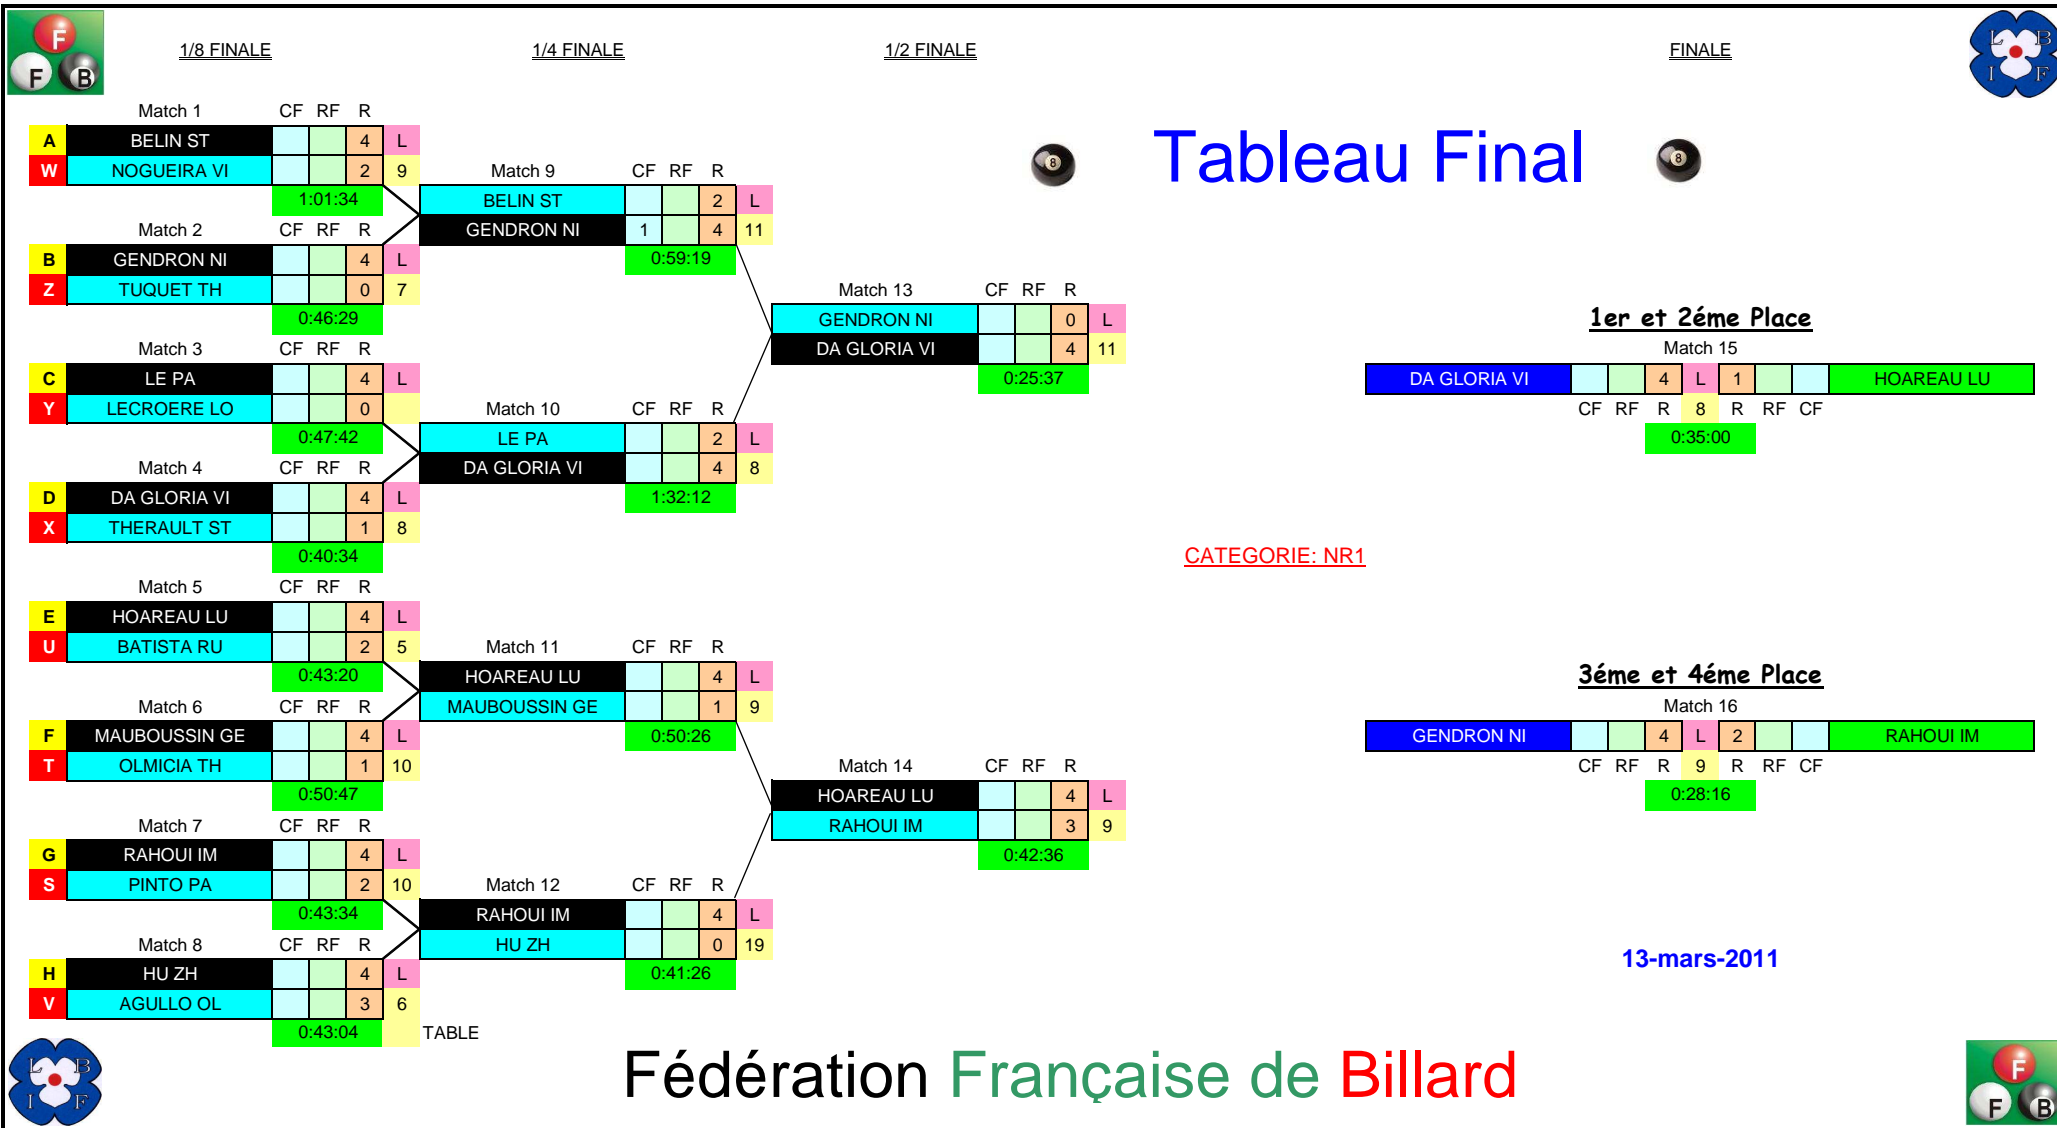 1/8 FINALE 1/4 FINALE 1/2 FINALE FINALE
F F B
L B I F
Tableau Final
8
8
Match 1 CF RF R
A BELIN ST 4 L
W NOGUEIRA VI 2 9
1:01:34
Match 2 CF RF R
B GENDRON NI 4 L
Z TUQUET TH 0 7
0:46:29
Match 3 CF RF R
C LE PA 4 L
Y LECROERE LO 0
0:47:42
Match 4 CF RF R
D DA GLORIA VI 4 L
X THERAULT ST 1 8
0:40:34
Match 5 CF RF R
E HOAREAU LU 4 L
U BATISTA RU 2 5
0:43:20
Match 6 CF RF R
F MAUBOUSSIN GE 4 L
T OLMICIA TH 1 10
0:50:47
Match 7 CF RF R
G RAHOUI IM 4 L
S PINTO PA 2 10
0:43:34
Match 8 CF RF R
H HU ZH 4 L
V AGULLO OL 3 6
0:43:04 TABLE
Match 9 CF RF R
BELIN ST 2 L
GENDRON NI 1 4 11
0:59:19
Match 10 CF RF R
LE PA 2 L
DA GLORIA VI 4 8
1:32:12
Match 11 CF RF R
HOAREAU LU 4 L
MAUBOUSSIN GE 1 9
0:50:26
Match 12 CF RF R
RAHOUI IM 4 L
HU ZH 0 19
0:41:26
Match 13 CF RF R
GENDRON NI 0 L
DA GLORIA VI 4 11
0:25:37
Match 14 CF RF R
HOAREAU LU 4 L
RAHOUI IM 3 9
0:42:36
CATEGORIE: NR1
1er et 2éme Place
Match 15
DA GLORIA VI 4 L 1 HOAREAU LU
CF RF R 8 R RF CF
0:35:00
3éme et 4éme Place
Match 16
GENDRON NI 4 L 2 RAHOUI IM
CF RF R 9 R RF CF
0:28:16
13-mars-2011
Fédération Française de Billard
L B I F
F F B